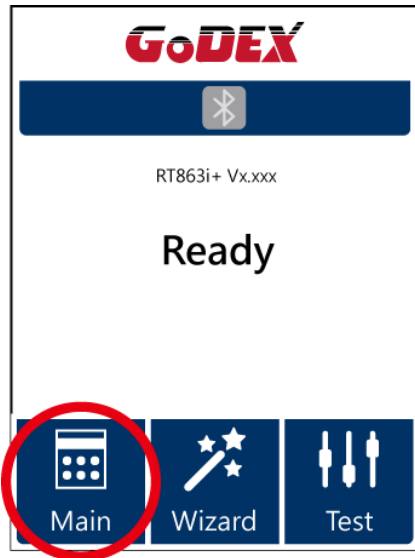 GoDEX
RT863i+ Vx.xxx
Ready
Main
Wizard
Test